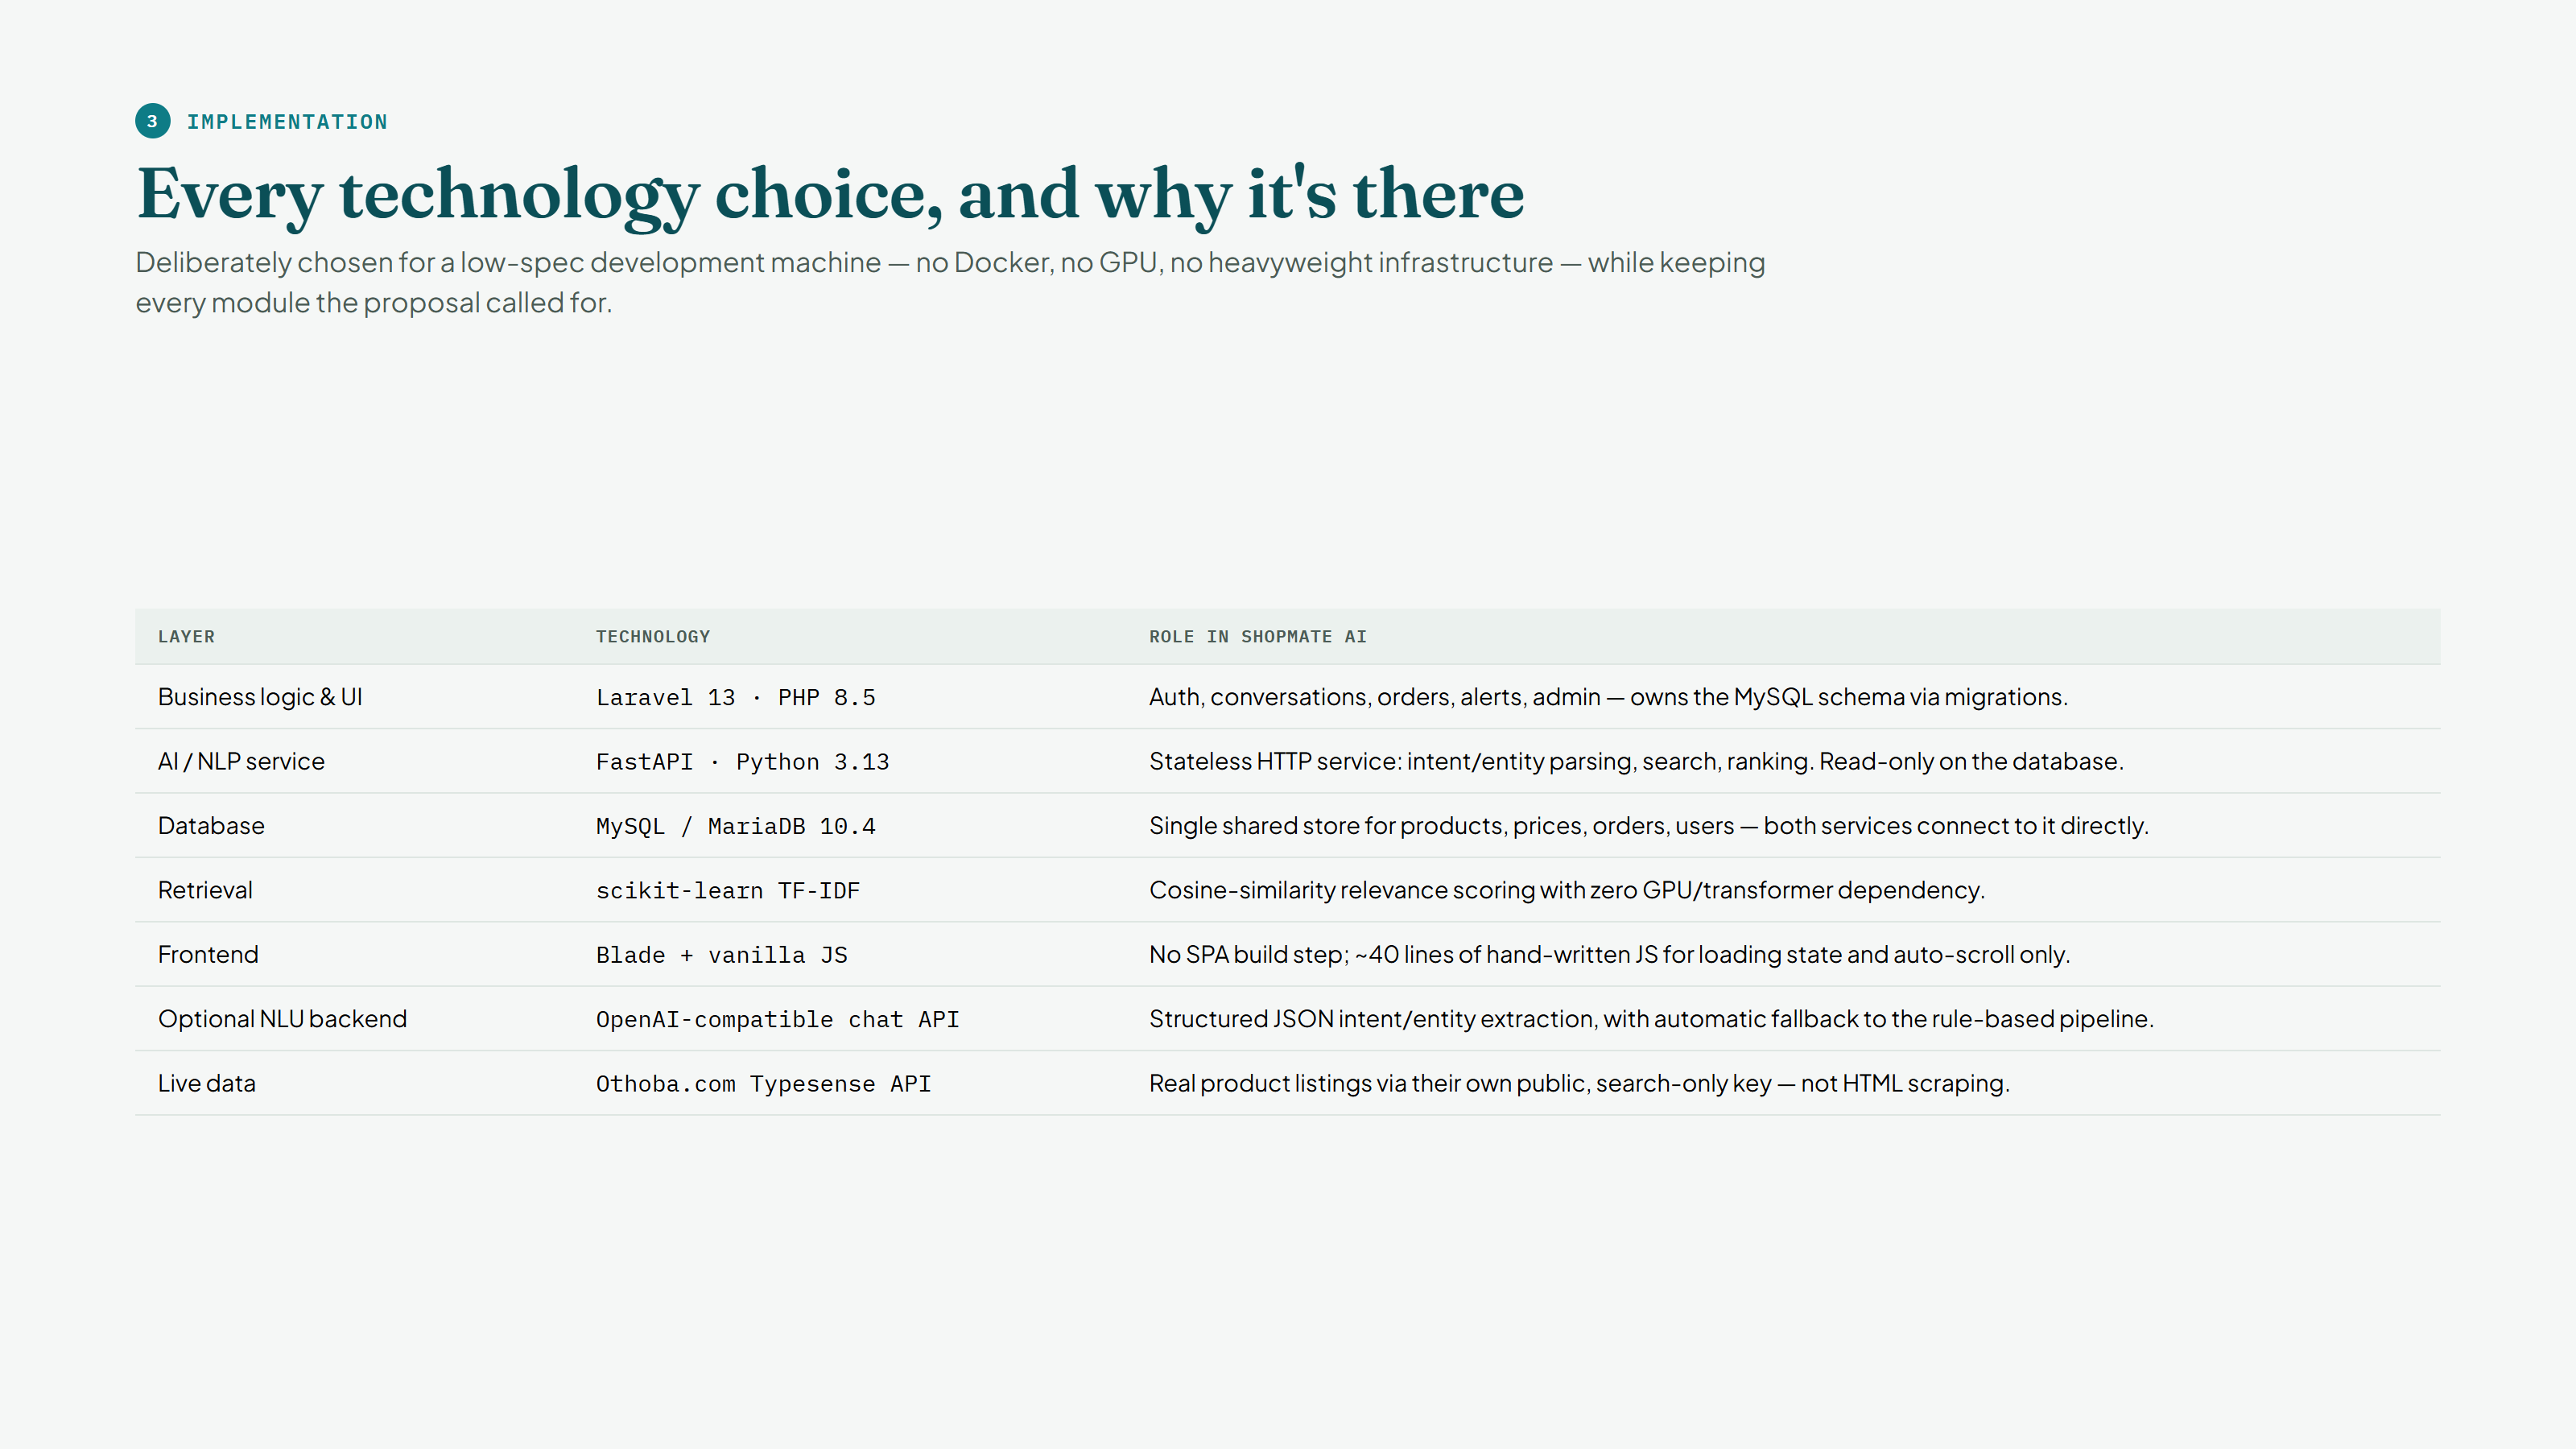 3 IMPLEMENTATION
Every technology choice, and why it's there
Deliberately chosen for a low-spec development machine — no Docker, no GPU, no heavyweight infrastructure — while keeping
every module the proposal called for.
LAYER TECHNOLOGY ROLE IN SHOPMATE AI
Business logic & UI Laravel 13 · PHP 8.5 Auth, conversations, orders, alerts, admin — owns the MySQL schema via migrations.
AI / NLP service FastAPI · Python 3.13 Stateless HTTP service: intent/entity parsing, search, ranking. Read-only on the database.
Database MySQL / MariaDB 10.4 Single shared store for products, prices, orders, users — both services connect to it directly.
Retrieval scikit-learn TF-IDF Cosine-similarity relevance scoring with zero GPU/transformer dependency.
Frontend Blade + vanilla JS No SPA build step; ~40 lines of hand-written JS for loading state and auto-scroll only.
Optional NLU backend OpenAI-compatible chat API Structured JSON intent/entity extraction, with automatic fallback to the rule-based pipeline.
Live data Othoba.com Typesense API Real product listings via their own public, search-only key — not HTML scraping.